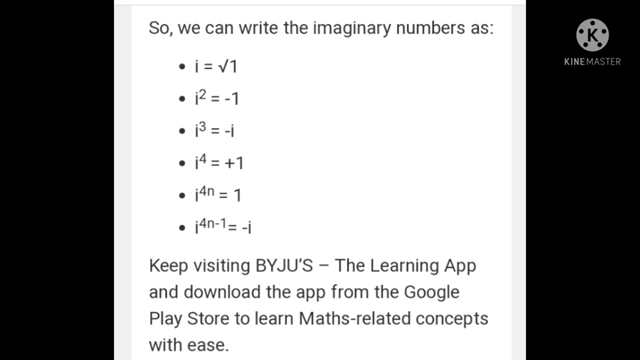 So, we can write the imaginary numbers as:
• i = √1
• i² = -1
• i³ = -i
• i⁴ = +1
• i⁴ⁿ = 1
• i⁴ⁿ⁻¹= -i
Keep visiting BYJU'S – The Learning App
and download the app from the Google
Play Store to learn Maths-related concepts
with ease.
K
KINEMASTER